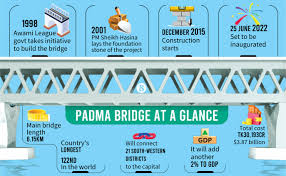 1998
Awami League
govt takes initiative
to build the bridge
2001
PM Sheikh Hasina
lays the foundation
stone of the project
DECEMBER 2015
Construction
starts
25 JUNE 2022
Set to be
inaugurated
S
PADMA BRIDGE AT A GLANCE
Main bridge
length
6.15KM
Country's
LONGEST
122ND
in the world
Will connect
21 SOUTH-WESTERN
DISTRICTS
to the capital
GDP
It will add
another
2% TO GDP
Total cost
TK30,193CR
$3.87 billion